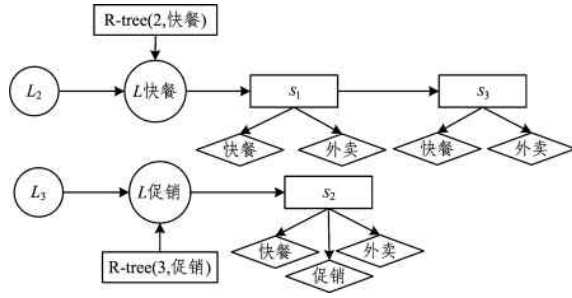 R-tree(2,快餐)
L2 L快餐 s1 s3
快餐 外卖 快餐 外卖
L3 L促销 s2
快餐 外卖
R-tree(3,促销) 促销